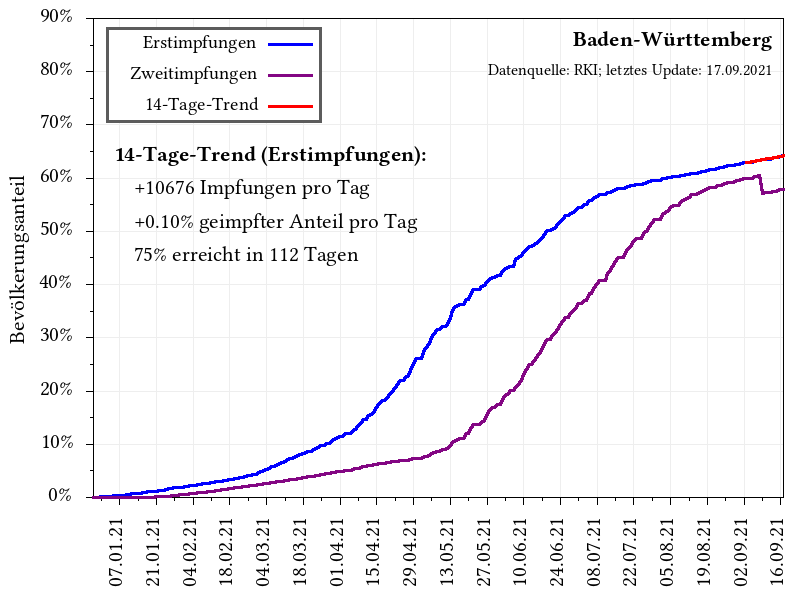 90%
80%
70%
60%
50%
40%
30%
20%
10%
0%
Bevölkerungsanteil
Erstimpfungen
Zweitimpfungen
14-Tage-Trend
Baden-Württemberg
Datenquelle: RKI; letztes Update: 17.09.2021
14-Tage-Trend (Erstimpfungen):
+10676 Impfungen pro Tag
+0.10% geimpfter Anteil pro Tag
75% erreicht in 112 Tagen
07.01.21
21.01.21
04.02.21
18.02.21
04.03.21
18.03.21
01.04.21
15.04.21
29.04.21
13.05.21
27.05.21
10.06.21
24.06.21
08.07.21
22.07.21
05.08.21
19.08.21
02.09.21
16.09.21